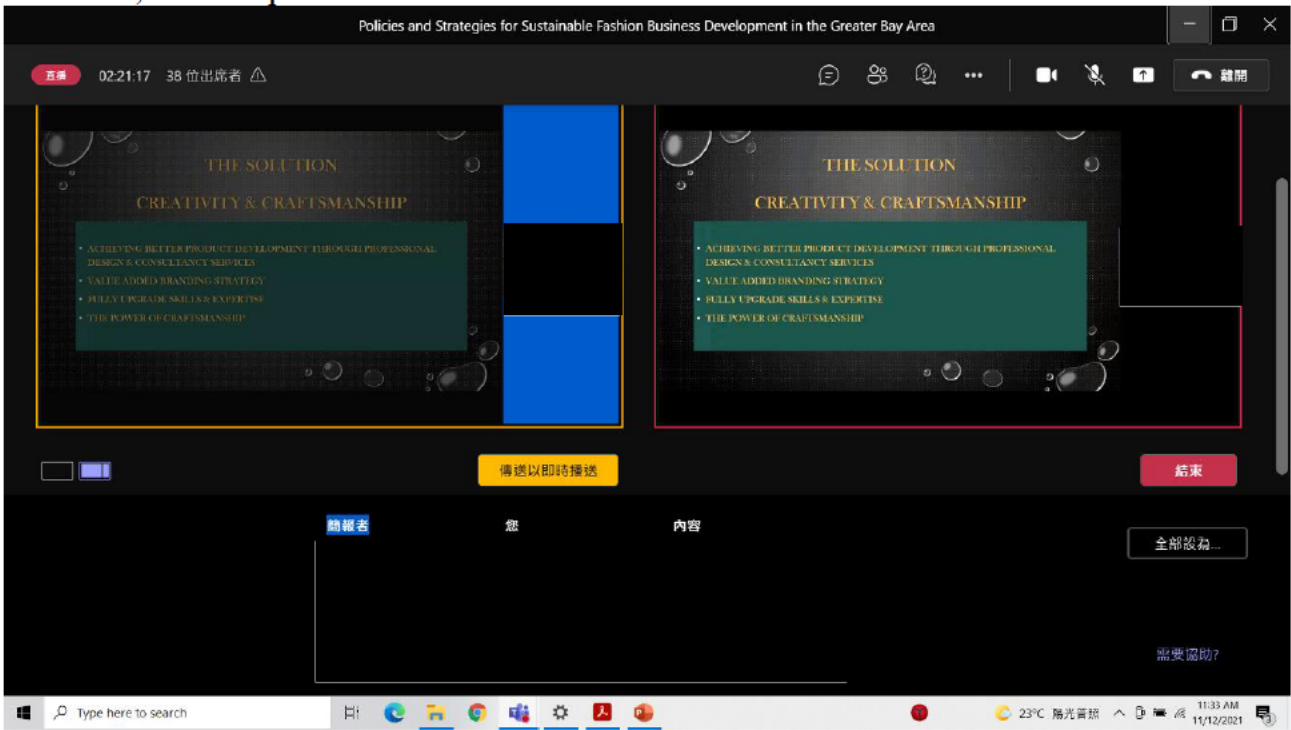 Policies and Strategies for Sustainable Fashion Business Development in the Greater Bay Area
直播 02:21:17 38 位出席者
離開
THE SOLUTION
CREATIVITY & CRAFTSMANSHIP
• ACHIEVING BETTER PRODUCT DEVELOPMENT THROUGH PROFESSIONAL
DESIGN & CONSULTANCY SERVICES
• VALUE ADDED BRANDING STRATEGY
• FULLY UPGRADE SKILLS & EXPERTISE
• THE POWER OF CRAFTSMANSHIP
THE SOLUTION
CREATIVITY & CRAFTSMANSHIP
• ACHIEVING BETTER PRODUCT DEVELOPMENT THROUGH PROFESSIONAL
DESIGN & CONSULTANCY SERVICES
• VALUE ADDED BRANDING STRATEGY
• FULLY UPGRADE SKILLS & EXPERTISE
• THE POWER OF CRAFTSMANSHIP
傳送以即時播送
結束
簡報者 您 內容
全部設為...
需要協助?
Type here to search
23°C 陽光普照
11:33 AM
11/12/2021